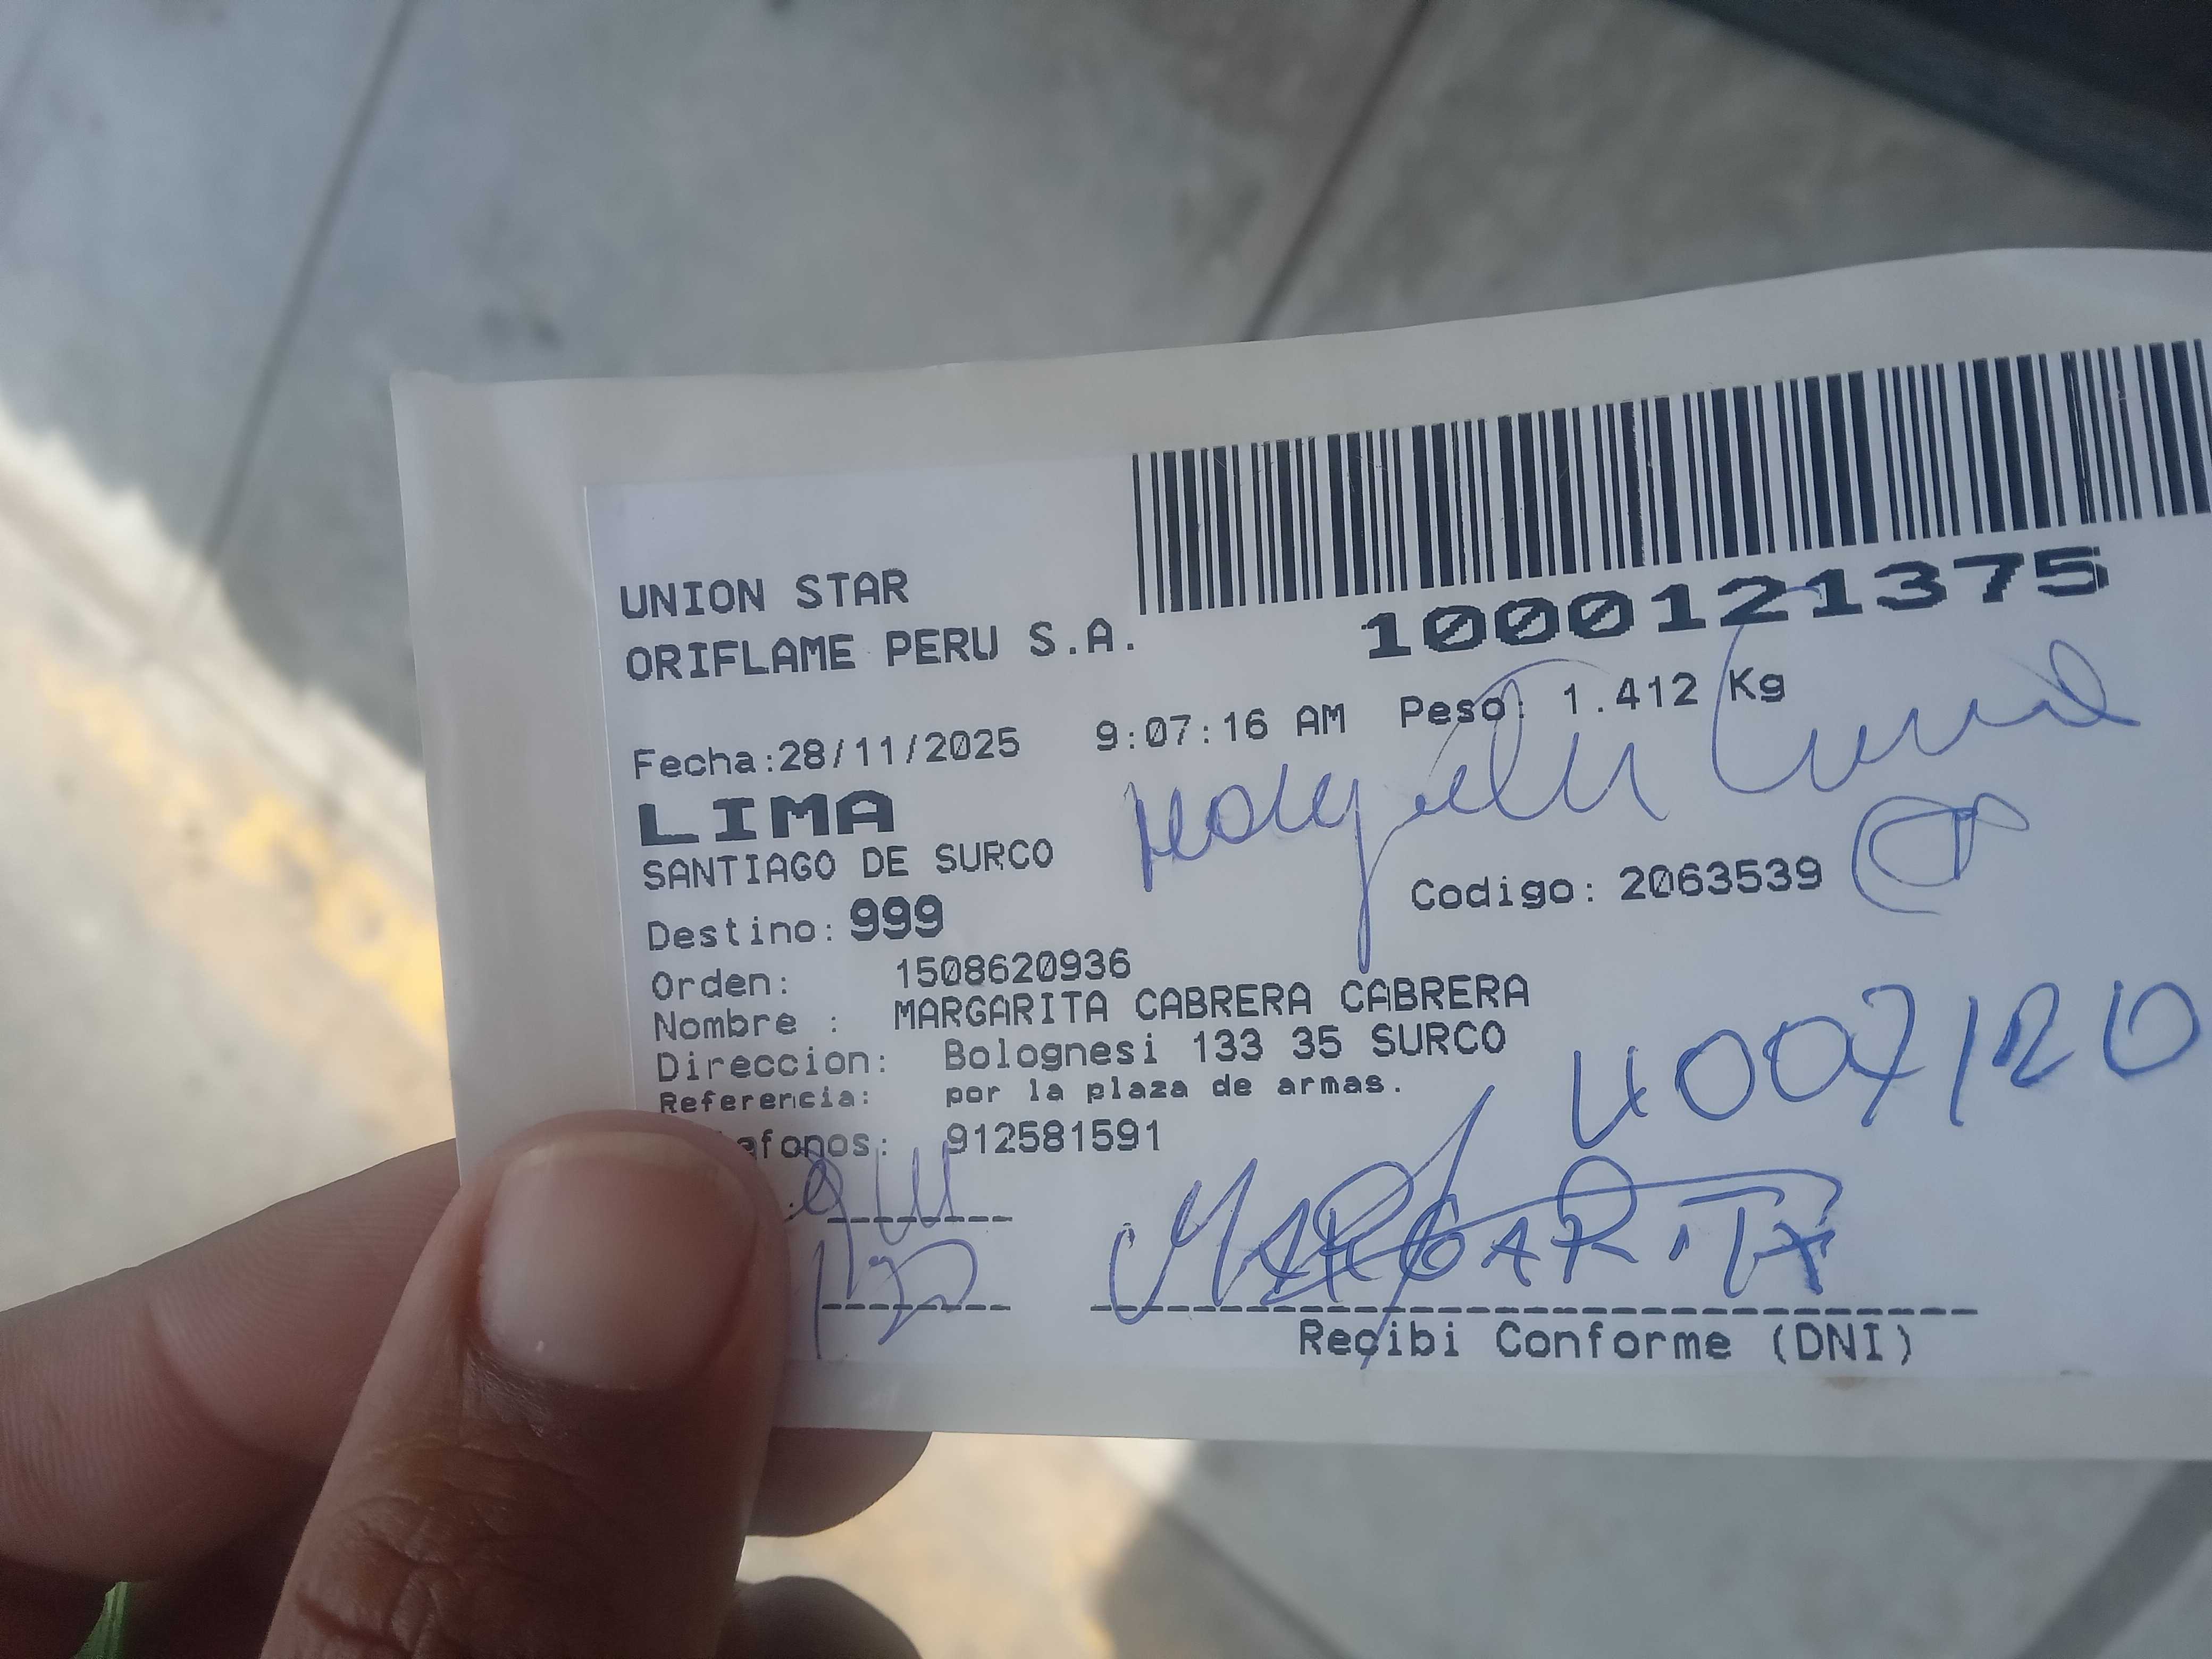 UNION STAR
ORIFLAME PERU S.A.
1000121375
Fecha:28/11/2025 9:07:16 AM Peso: 1.412 Kg
LIMA
SANTIAGO DE SURCO
Destino: 999 Codigo: 2063539
Orden: 1508620936
Nombre : MARGARITA CABRERA CABRERA
Direccion: Bolognesi 133 35 SURCO
Referencia: por la plaza de armas.
afonos: 912581591
MARGARITA
Recibi Conforme (DNI)